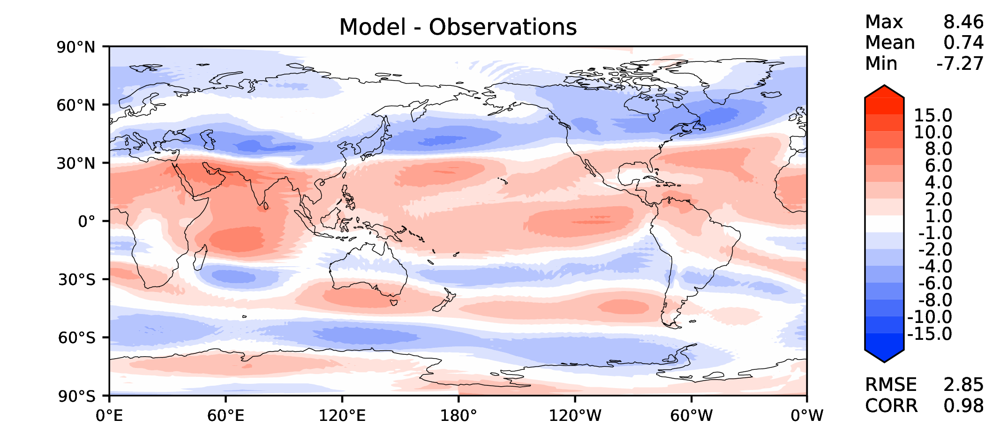 Model - Observations
Max 8.46
Mean 0.74
Min -7.27
90°N
60°N
30°N
0°
30°S
60°S
90°S
0°E 60°E 120°E 180° 120°W 60°W 0°W
15.0
10.0
8.0
6.0
4.0
2.0
1.0
-1.0
-2.0
-4.0
-6.0
-8.0
-10.0
-15.0
RMSE 2.85
CORR 0.98